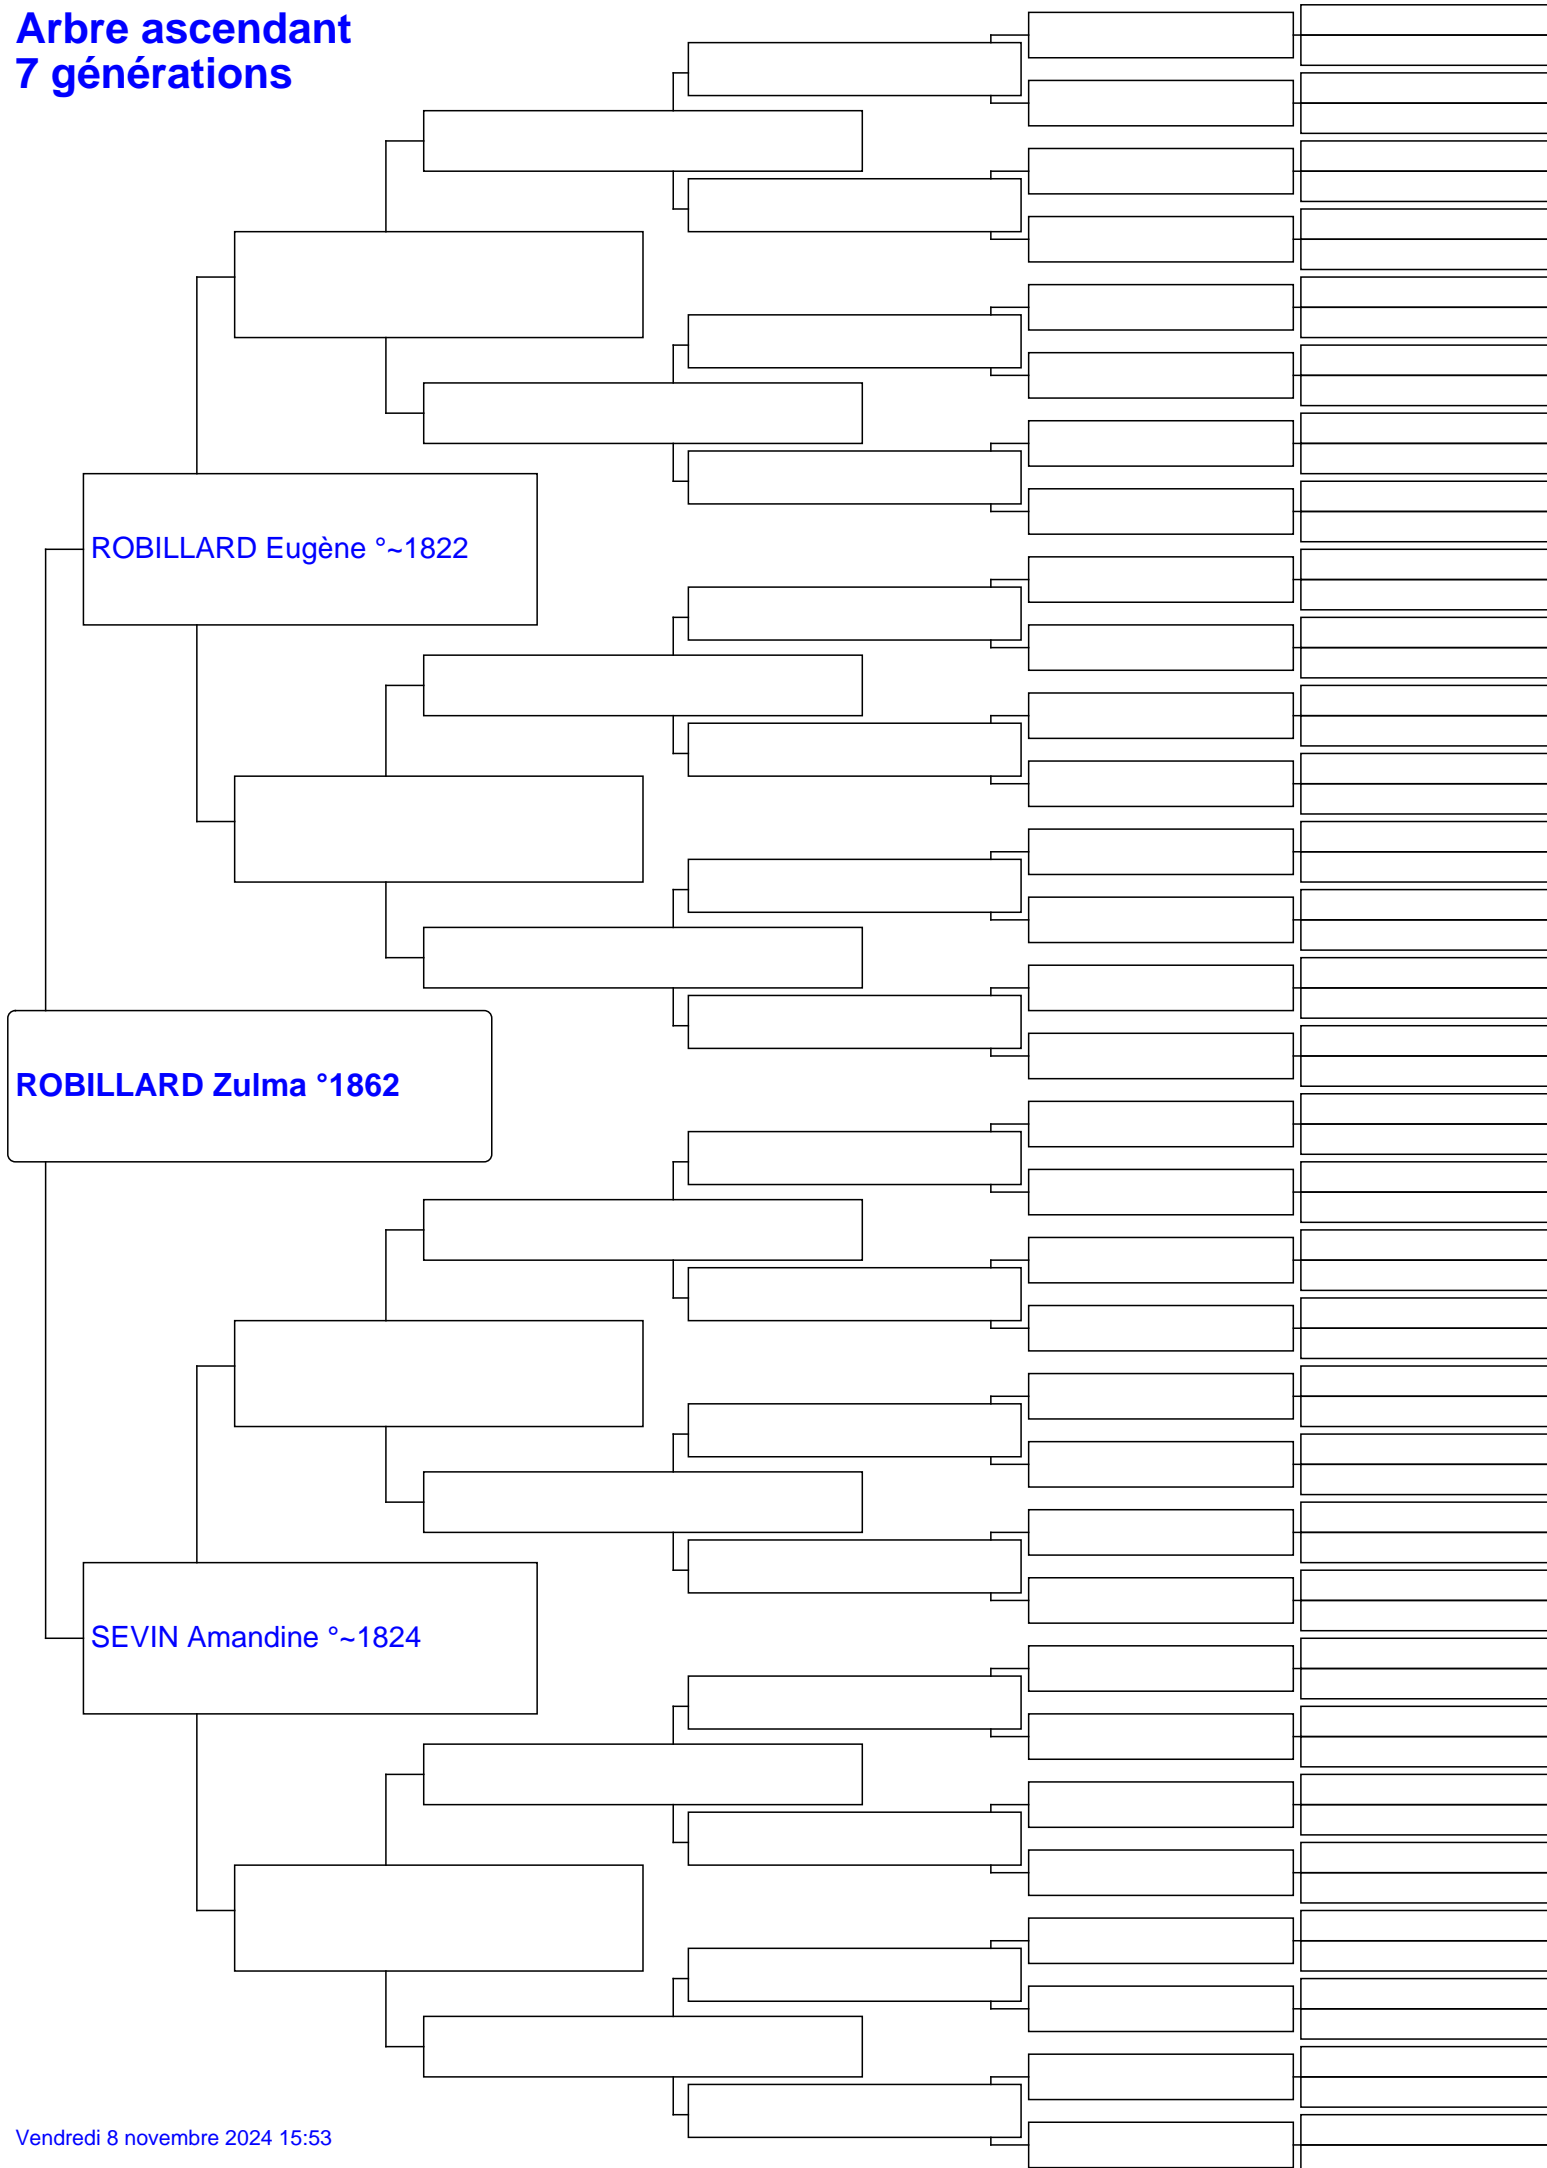 Arbre ascendant
7 générations
ROBILLARD Eugène °~1822
ROBILLARD Zulma °1862
SEVIN Amandine °~1824
Vendredi 8 novembre 2024 15:53